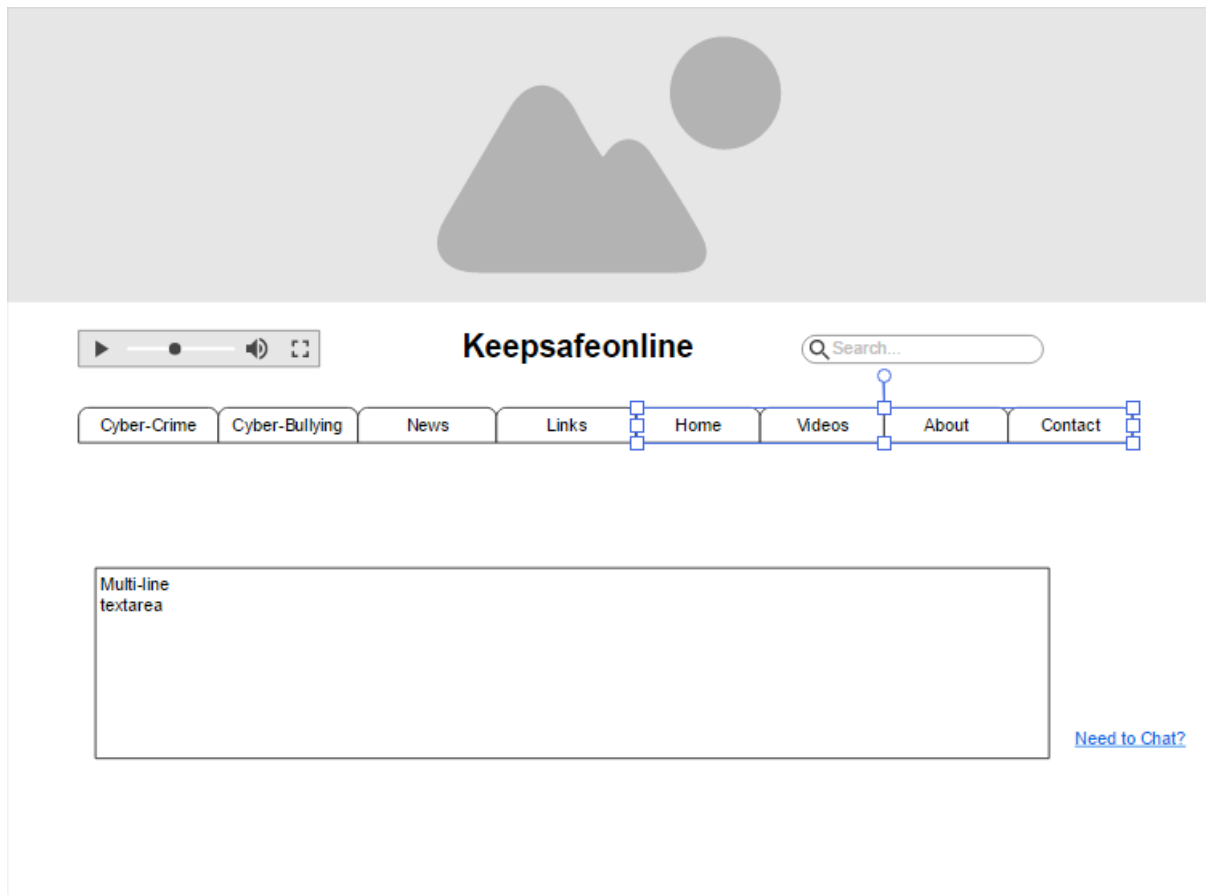 Keepsafeonline
Search...
Cyber-Crime Cyber-Bullying News Links Home Videos About Contact
Multi-line
textarea
Need to Chat?